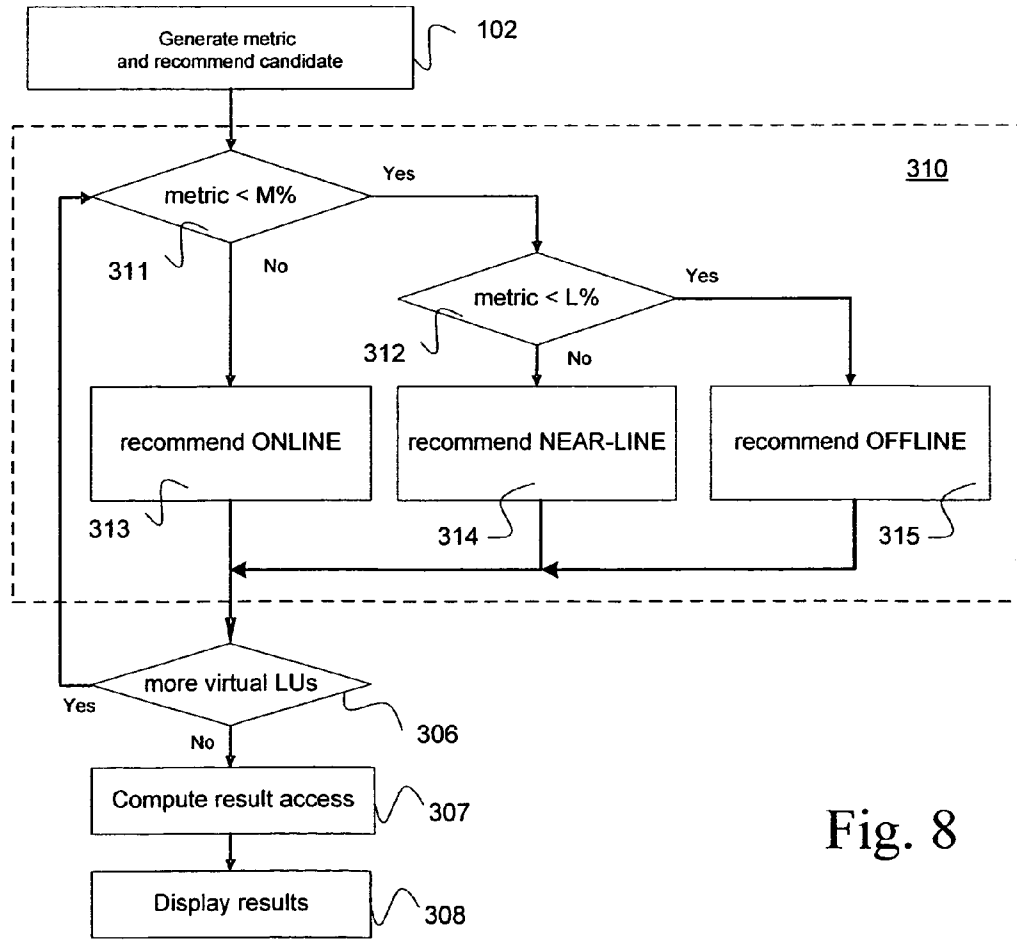 Generate metric
and recommend candidate
102
310
metric < M%
Yes
311
No
metric < L%
Yes
312
No
recommend ONLINE
recommend NEAR-LINE
recommend OFFLINE
313
314
315
more virtual LUs
Yes
306
No
Compute result access
307
Display results
308
Fig. 8